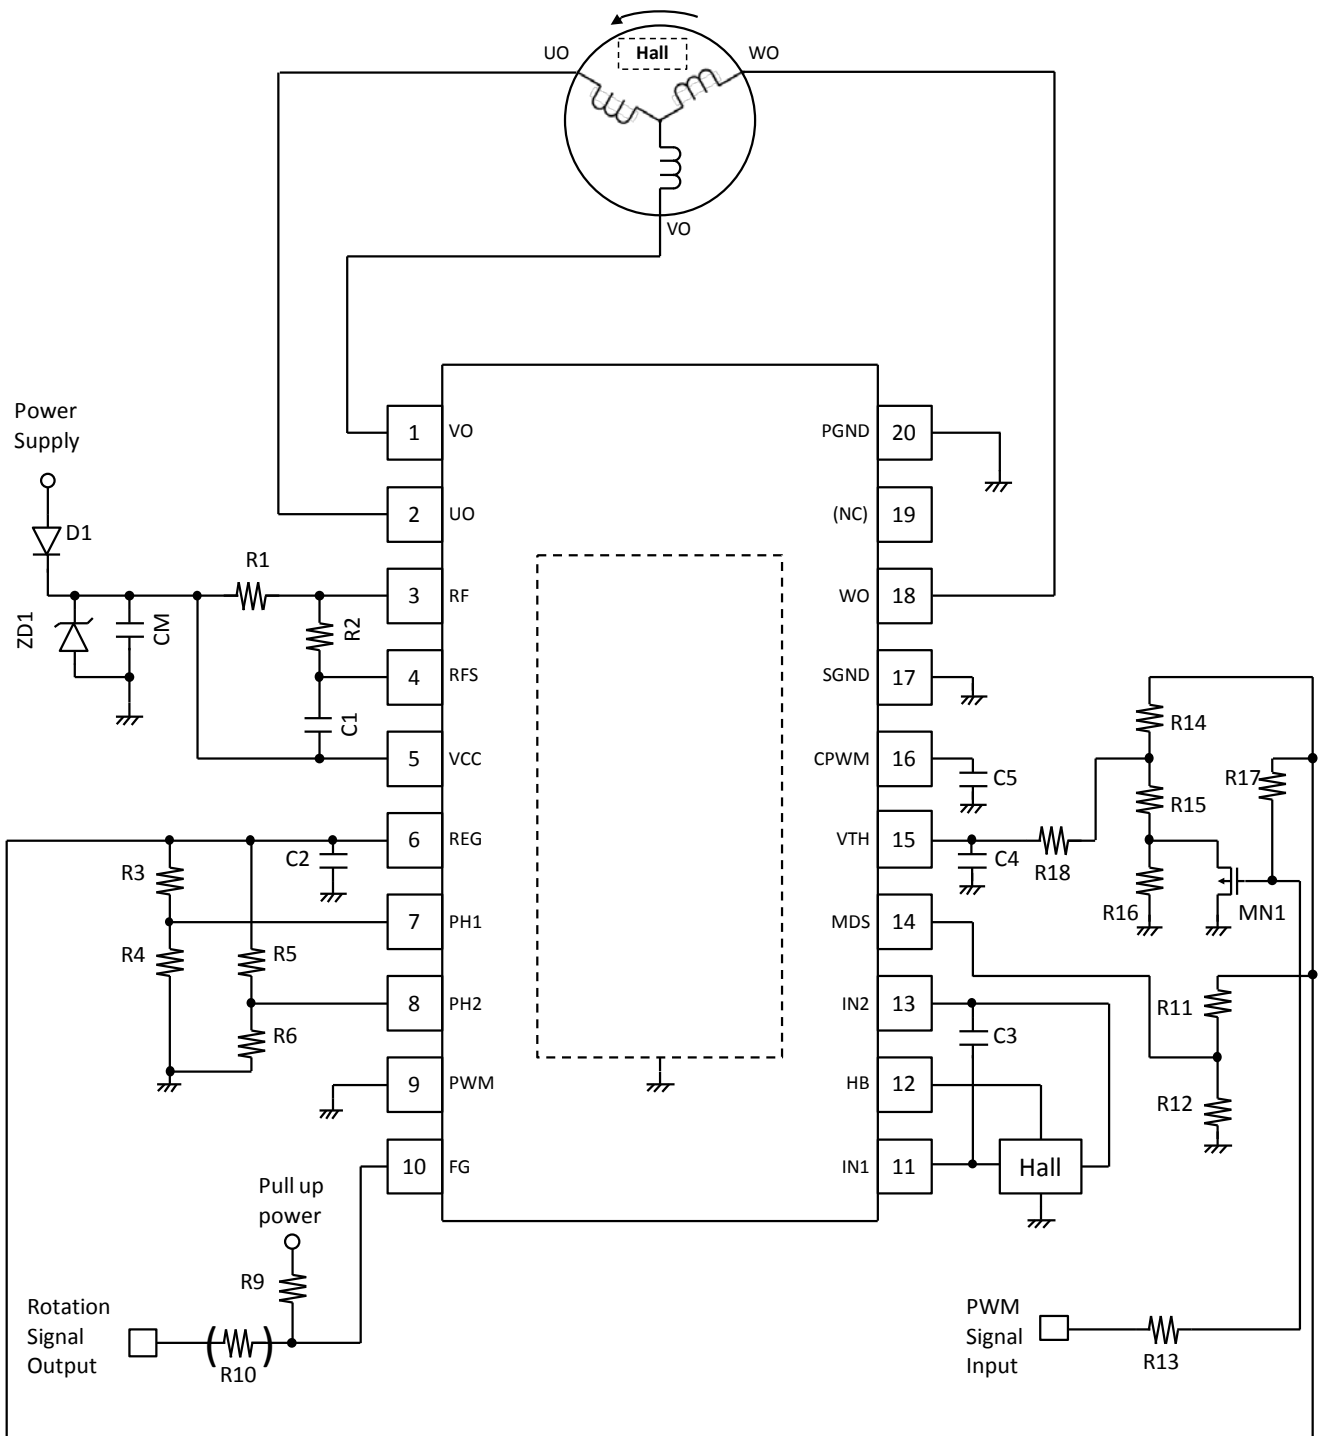 UO
Hall
WO
VO
Power
Supply
D1
ZD1
CM
R1
R2
C1
1
VO
2
UO
3
RF
4
RFS
5
VCC
6
REG
7
PH1
8
PH2
9
PWM
10
FG
PGND
20
(NC)
19
WO
18
SGND
17
CPWM
16
VTH
15
MDS
14
IN2
13
HB
12
IN1
11
C2
R3
R4
R5
R6
Pull up
power
R9
Rotation
Signal
Output
(
)
R10
C5
C4
R18
R14
R15
R17
R16
MN1
R11
R12
C3
Hall
PWM
Signal
Input
R13